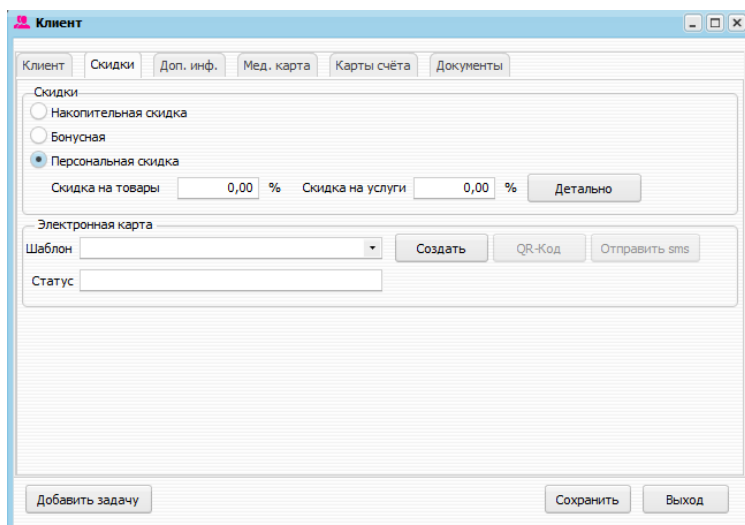 Клиент
Клиент Скидки Доп. инф. Мед. карта Карты счёта Документы
Скидки
Накопительная скидка
Бонусная
Персональная скидка
Скидка на товары 0,00 % Скидка на услуги 0,00 % Детально
Электронная карта
Шаблон Создать QR-Код Отправить sms
Статус
Добавить задачу Сохранить Выход